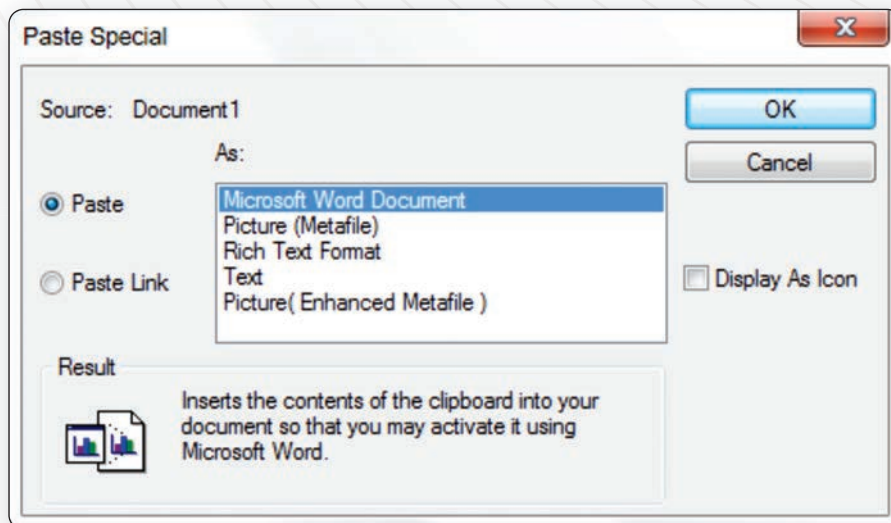 Paste Special
Source: Document1
OK
As:
Cancel
Paste
Microsoft Word Document
Picture (Metafile)
Rich Text Format
Paste Link
Text
Picture( Enhanced Metafile )
Display As Icon
Result
Inserts the contents of the clipboard into your
document so that you may activate it using
Microsoft Word.